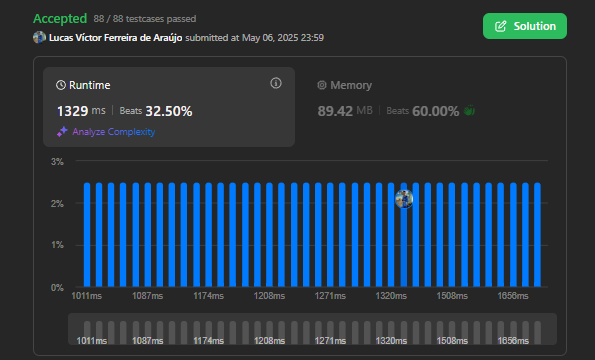 Accepted 88 / 88 testcases passed
Solution
Lucas Víctor Ferreira de Araújo submitted at May 06, 2025 23:59
Runtime
1329 ms | Beats 32.50%
Analyze Complexity
Memory
89.42 MB | Beats 60.00%
3%
2%
1%
0%
1011ms 1087ms 1174ms 1208ms 1271ms 1320ms 1508ms 1656ms
1011ms 1087ms 1174ms 1208ms 1271ms 1320ms 1508ms 1656ms